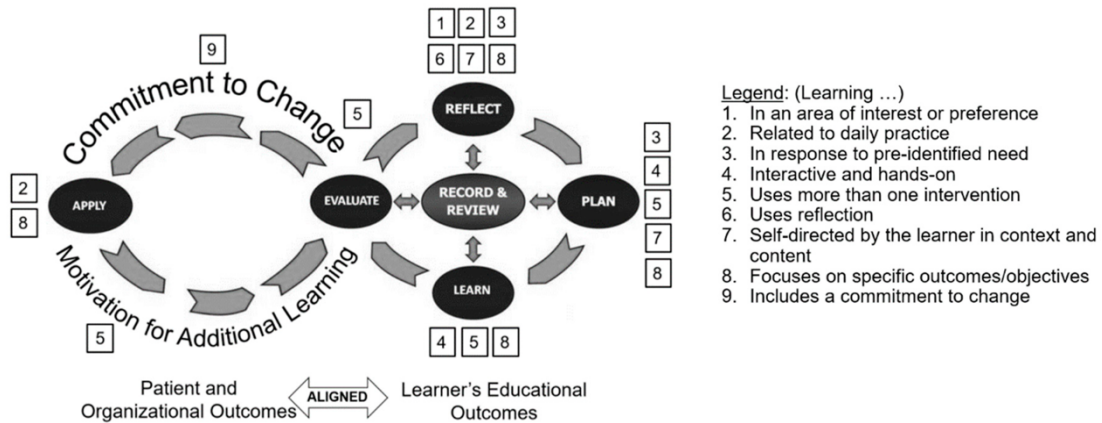 9
Commitment to Change
1 2 3
6 7 8
5
REFLECT
3
4
5
7
8
2
8
APPLY
EVALUATE
RECORD &
REVIEW
PLAN
LEARN
Motivation for Additional Learning
5
4 5 8
Patient and
Organizational Outcomes
ALIGNED
Learner's Educational
Outcomes
Legend: (Learning ...)
1. In an area of interest or preference
2. Related to daily practice
3. In response to pre-identified need
4. Interactive and hands-on
5. Uses more than one intervention
6. Uses reflection
7. Self-directed by the learner in context and
content
8. Focuses on specific outcomes/objectives
9. Includes a commitment to change